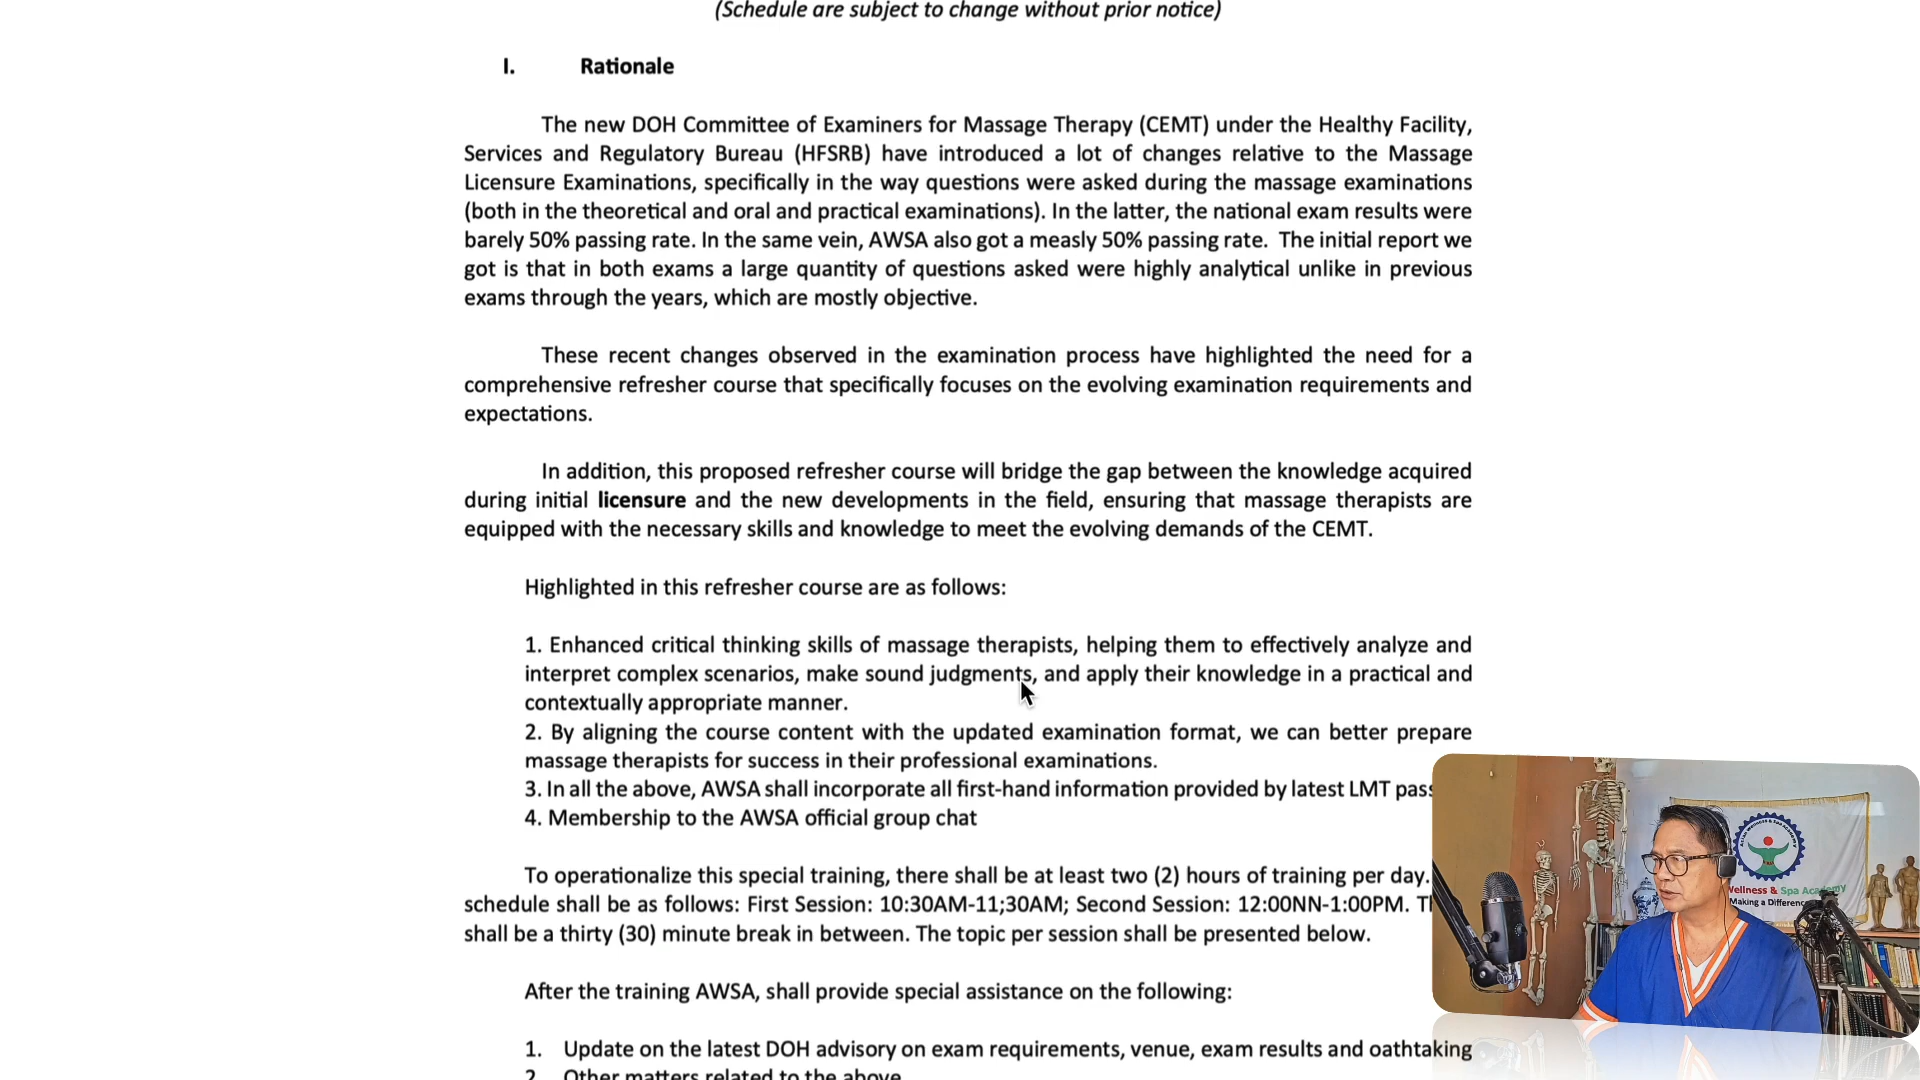 (Schedule are subject to change without prior notice)
I. Rationale
The new DOH Committee of Examiners for Massage Therapy (CEMT) under the Healthy Facility,
Services and Regulatory Bureau (HFSRB) have introduced a lot of changes relative to the Massage
Licensure Examinations, specifically in the way questions were asked during the massage examinations
(both in the theoretical and oral and practical examinations). In the latter, the national exam results were
barely 50% passing rate. In the same vein, AWSA also got a measly 50% passing rate. The initial report we
got is that in both exams a large quantity of questions asked were highly analytical unlike in previous
exams through the years, which are mostly objective.
These recent changes observed in the examination process have highlighted the need for a
comprehensive refresher course that specifically focuses on the evolving examination requirements and
expectations.
In addition, this proposed refresher course will bridge the gap between the knowledge acquired
during initial licensure and the new developments in the field, ensuring that massage therapists are
equipped with the necessary skills and knowledge to meet the evolving demands of the CEMT.
Highlighted in this refresher course are as follows:
1. Enhanced critical thinking skills of massage therapists, helping them to effectively analyze and
interpret complex scenarios, make sound judgments, and apply their knowledge in a practical and
contextually appropriate manner.
2. By aligning the course content with the updated examination format, we can better prepare
massage therapists for success in their professional examinations.
3. In all the above, AWSA shall incorporate all first-hand information provided by latest LMT pas
4. Membership to the AWSA official group chat
To operationalize this special training, there shall be at least two (2) hours of training per day.
schedule shall be as follows: First Session: 10:30AM-11;30AM; Second Session: 12:00NN-1:00PM.
shall be a thirty (30) minute break in between. The topic per session shall be presented below.
After the training AWSA, shall provide special assistance on the following:
1. Update on the latest DOH advisory on exam requirements, venue, exam results and oathtaking
2. Other matters related to the above
Asian Wellness & Spa Academy
Wellness & Spa Academy
Making a Differenc